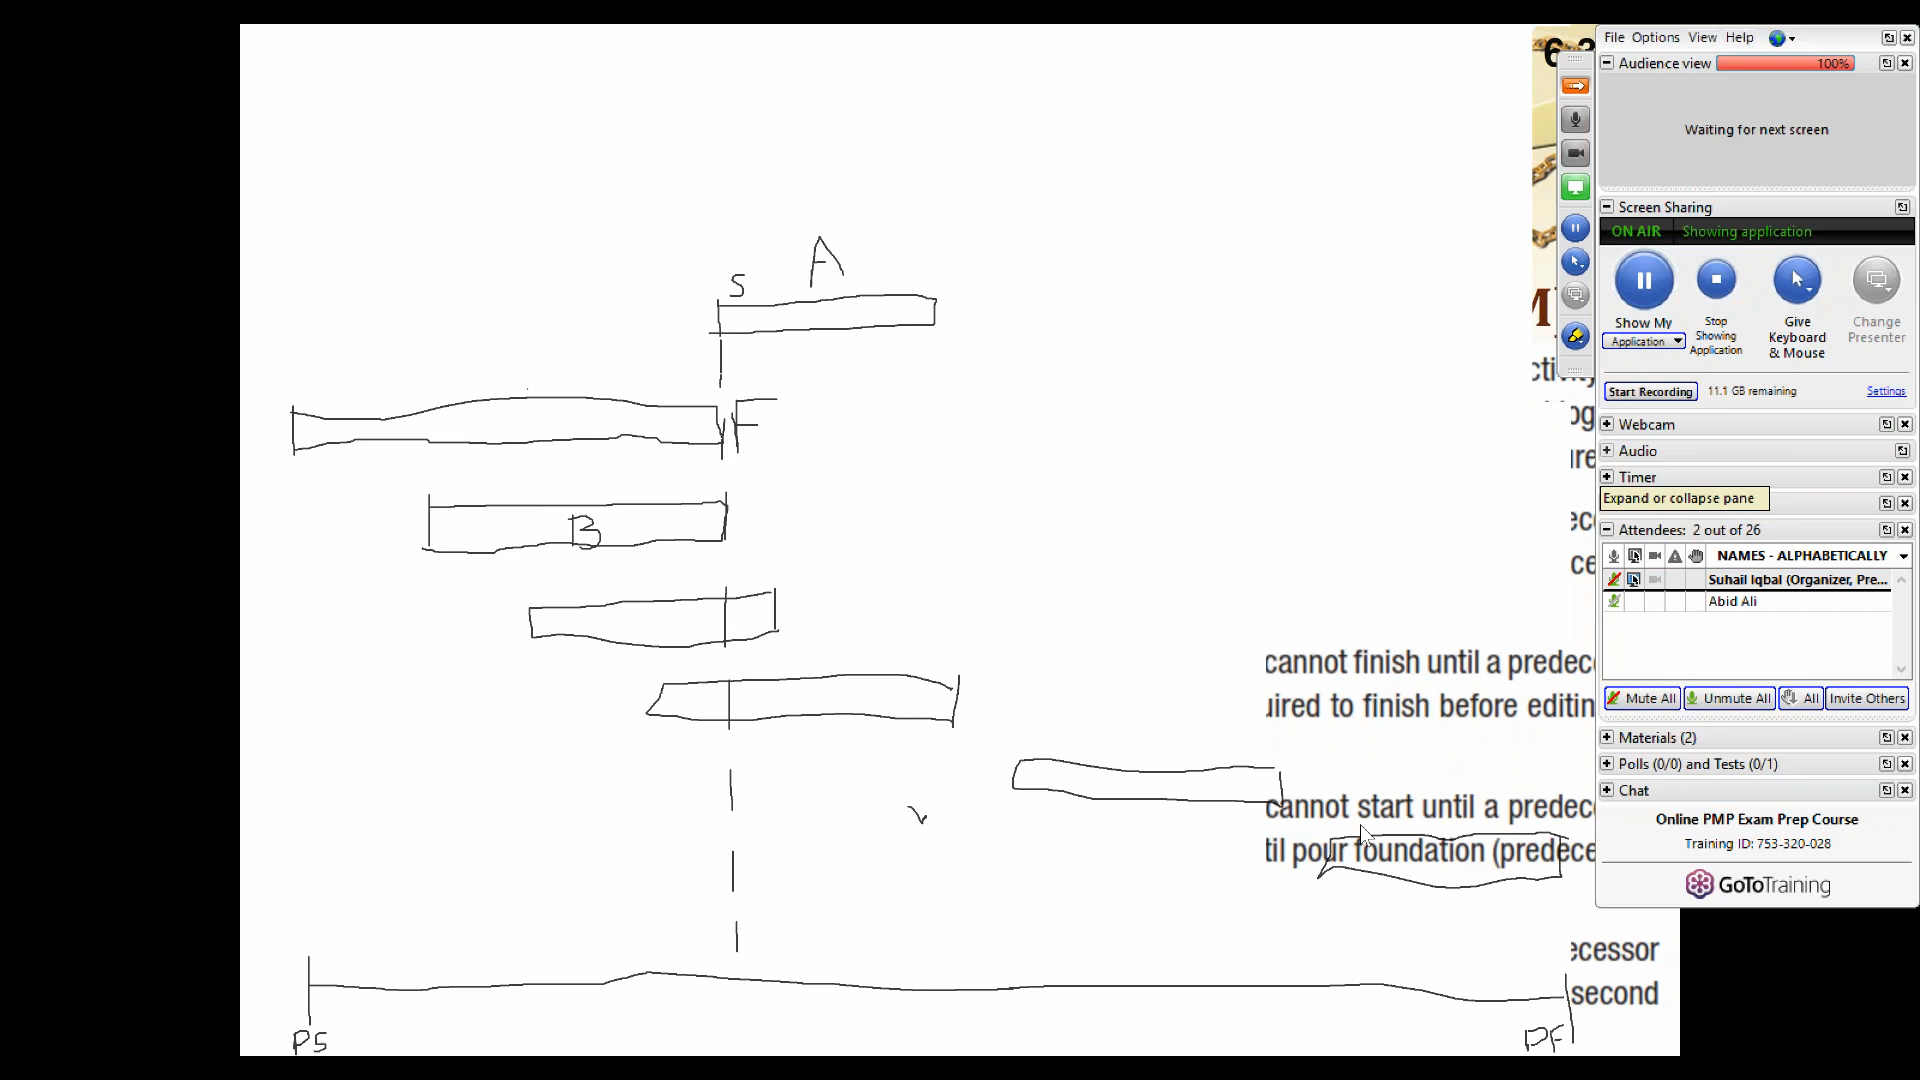 6.3
File Options View Help
Audience view 100%
Waiting for next screen
Screen Sharing
ON AIR Showing application
Show My
Application
Stop
Showing
Application
Give
Keyboard
& Mouse
Change
Presenter
Start Recording 11.1 GB remaining Settings
Webcam
Audio
Timer
Expand or collapse pane
Attendees: 2 out of 26
NAMES - ALPHABETICALLY
Suhail Iqbal (Organizer, Pre...
Abid Ali
Mute All Unmute All All Invite Others
Materials (2)
Polls (0/0) and Tests (0/1)
Chat
Online PMP Exam Prep Course
Training ID: 753-320-028
GoToTraining
S A
F
B
cannot finish until a predec
uired to finish before editin
cannot start until a predec
til pour foundation (predece
ecessor
second
PS PF